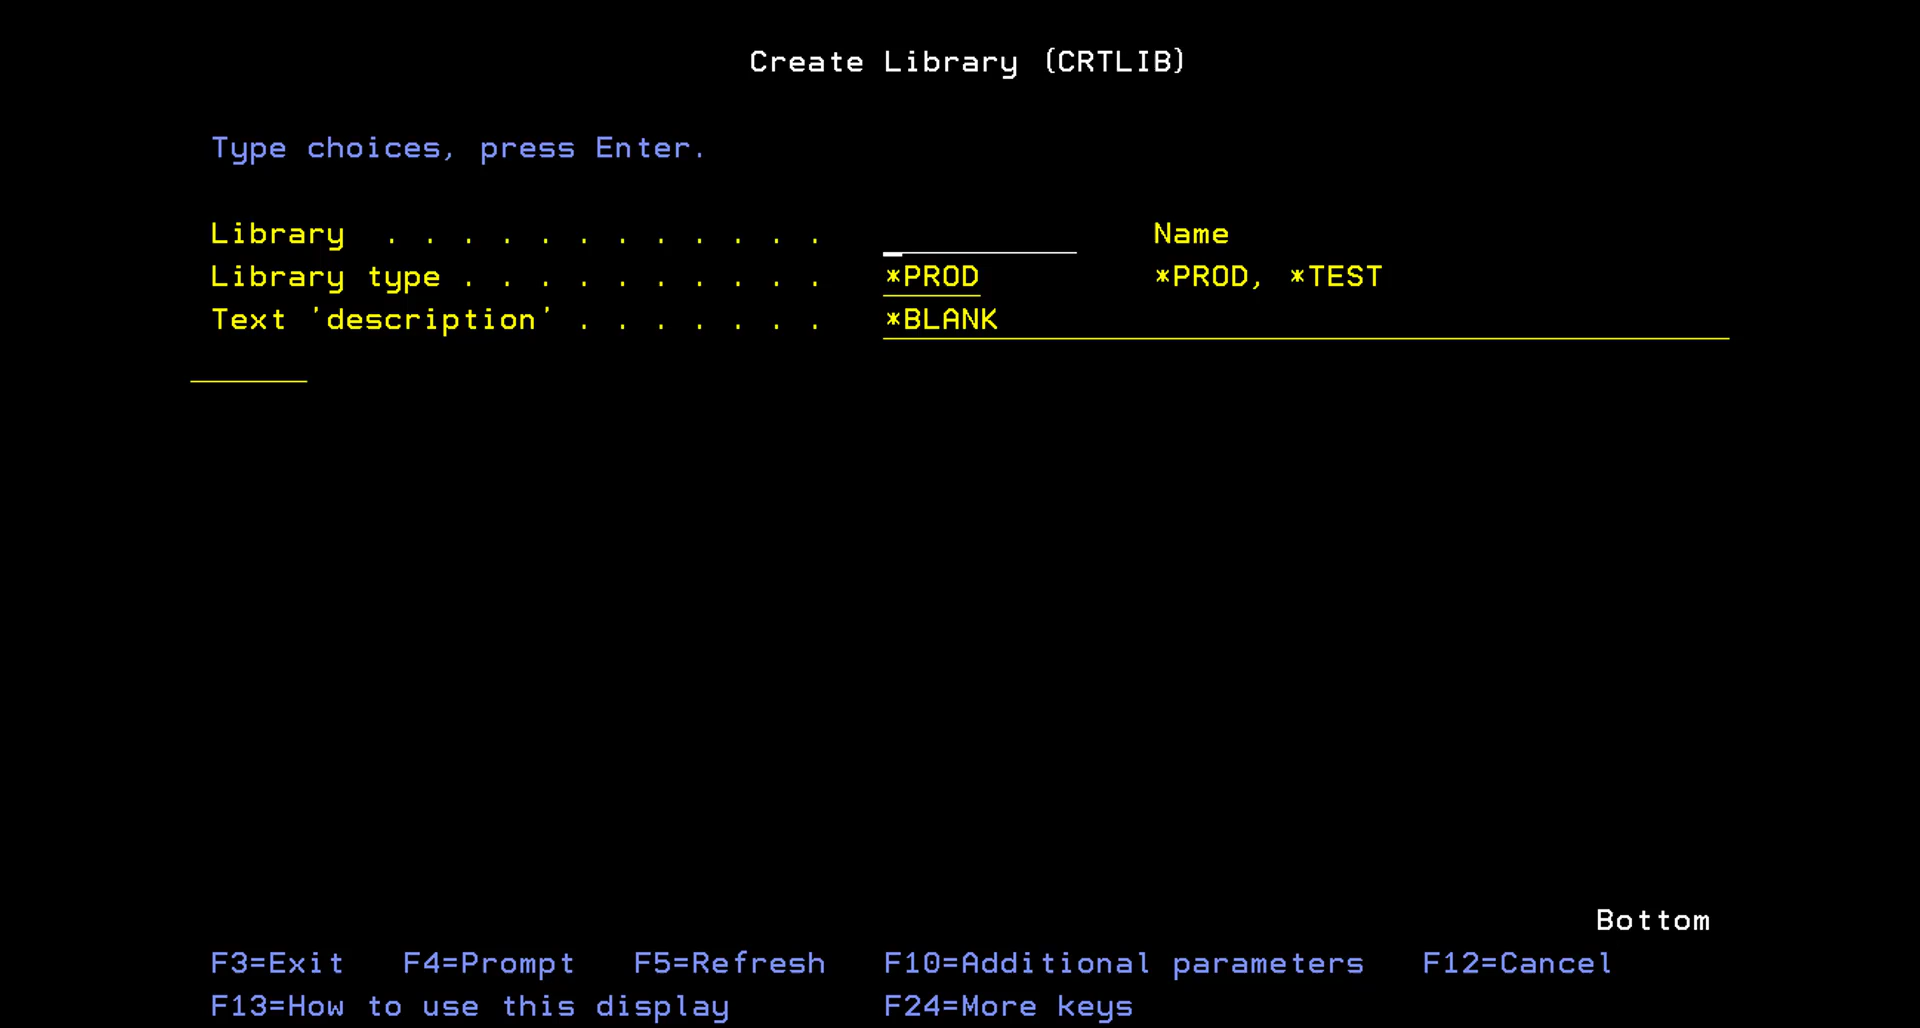 Create Library (CRTLIB)
Type choices, press Enter.
Library  . . . . . . . . . . . .   __________    Name
Library type . . . . . . . . . .   *PROD         *PROD, *TEST
Text 'description' . . . . . . .   *BLANK
Bottom
F3=Exit   F4=Prompt   F5=Refresh   F10=Additional parameters   F12=Cancel
F13=How to use this display        F24=More keys